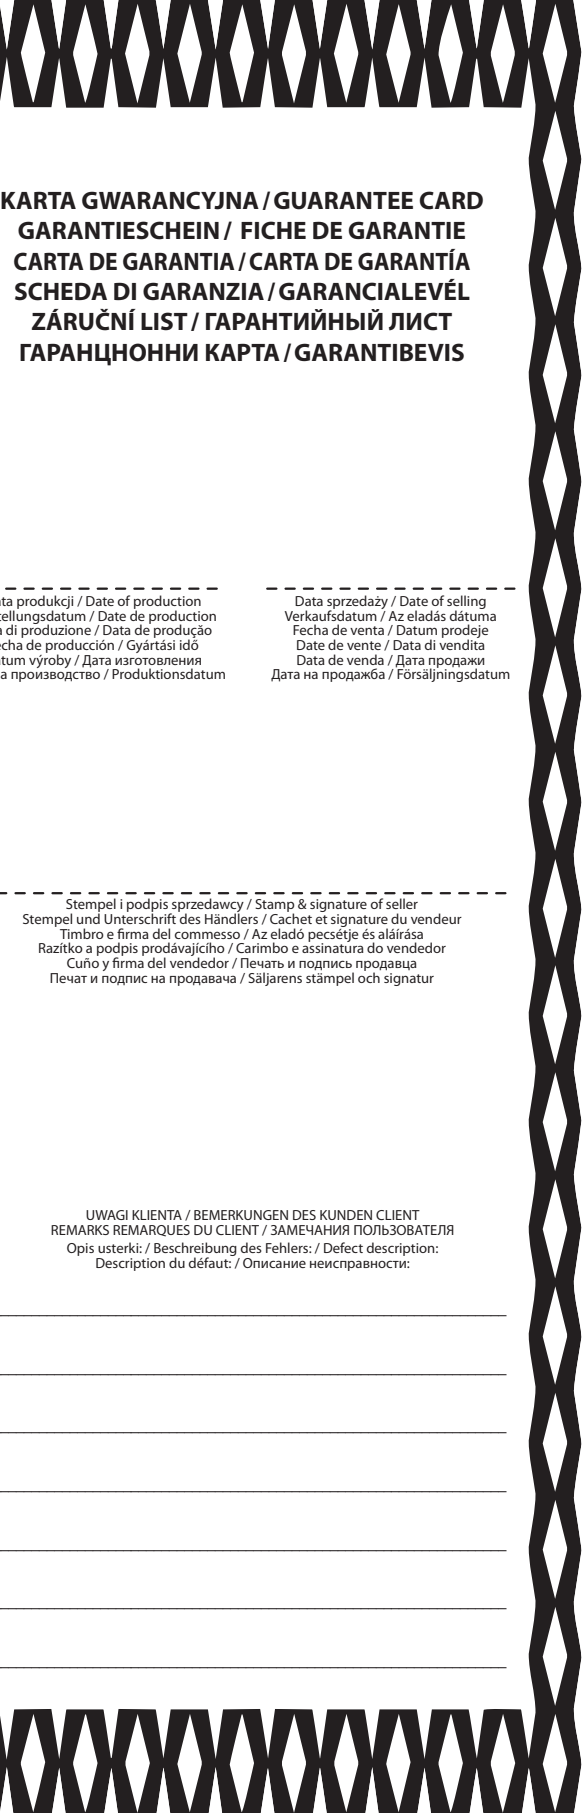 KARTA GWARANCYJNA / GUARANTEE CARD
GARANTIESCHEIN / FICHE DE GARANTIE
CARTA DE GARANTIA / CARTA DE GARANTÍA
SCHEDA DI GARANZIA / GARANCIALEVÉL
ZÁRUČNÍ LIST / ГАРАНТИЙНЫЙ ЛИСТ
ГАРАНЦНОННИ КАРТА / GARANTIBEVIS
ta produkcji / Date of production
tellungsdatum / Date de production
di produzione / Data de produção
echa de producción / Gyártási idő
tum výroby / Дата изготовления
а производство / Produktionsdatum
Data sprzedaży / Date of selling
Verkaufsdatum / Az eladás dátuma
Fecha de venta / Datum prodeje
Date de vente / Data di vendita
Data de venda / Дата продажи
Дата на продажба / Försäljningsdatum
Stempel i podpis sprzedawcy / Stamp & signature of seller
Stempel und Unterschrift des Händlers / Cachet et signature du vendeur
Timbro e firma del commesso / Az eladó pecsétje és aláírása
Razítko a podpis prodávajícího / Carimbo e assinatura do vendedor
Cuño y firma del vendedor / Печать и подпись продавца
Печат и подпис на продавача / Säljarens stämpel och signatur
UWAGI KLIENTA / BEMERKUNGEN DES KUNDEN CLIENT
REMARKS REMARQUES DU CLIENT / ЗАМЕЧАНИЯ ПОЛЬЗОВАТЕЛЯ
Opis usterki: / Beschreibung des Fehlers: / Defect description:
Description du défaut: / Описание неисправности: